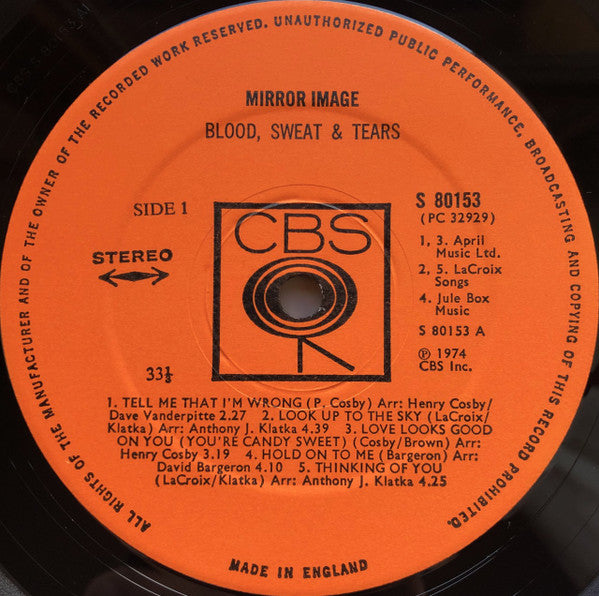 ALL RIGHTS OF THE MANUFACTURER AND OF THE OWNER OF THE RECORDED WORK RESERVED. UNAUTHORIZED PUBLIC PERFORMANCE, BROADCASTING AND COPYING OF THIS RECORD PROHIBITED.
MIRROR IMAGE
BLOOD, SWEAT & TEARS
SIDE 1
STEREO
33⅓
CBS
S 80153
(PC 32929)
1, 3. April
Music Ltd.
2, 5. LaCroix
Songs
4. Jule Box
Music
S 80153 A
℗ 1974
CBS Inc.
1. TELL ME THAT I'M WRONG (P. Cosby) Arr: Henry Cosby/
Dave Vanderpitte 2.27 2. LOOK UP TO THE SKY (LaCroix/
Klatka) Arr: Anthony J. Klatka 4.39 3. LOVE LOOKS GOOD
ON YOU (YOU'RE CANDY SWEET) (Cosby/Brown) Arr:
Henry Cosby 3.19 4. HOLD ON TO ME (Bargeron) Arr:
David Bargeron 4.10 5. THINKING OF YOU
(LaCroix/Klatka) Arr: Anthony J. Klatka 4.25
MADE IN ENGLAND